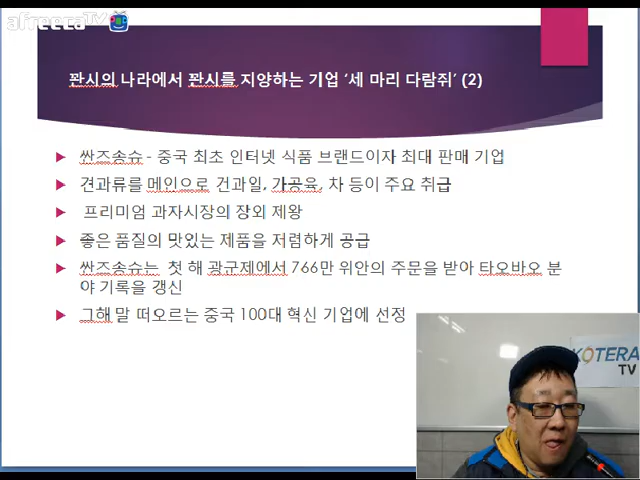 afreecaTV
꽌시의 나라에서 꽌시를 지양하는 기업 '세 마리 다람쥐' (2)
싼즈송슈 - 중국 최초 인터넷 식품 브랜드이자 최대 판매 기업
견과류를 메인으로 건과일, 가공육, 차 등이 주요 취급
프리미엄 과자시장의 장외 제왕
좋은 품질의 맛있는 제품을 저렴하게 공급
싼즈송슈는 첫 해 광군제에서 766만 위안의 주문을 받아 타오바오 분
야 기록을 갱신
그해 말 떠오르는 중국 100대 혁신 기업에 선정
KOTERA
TV